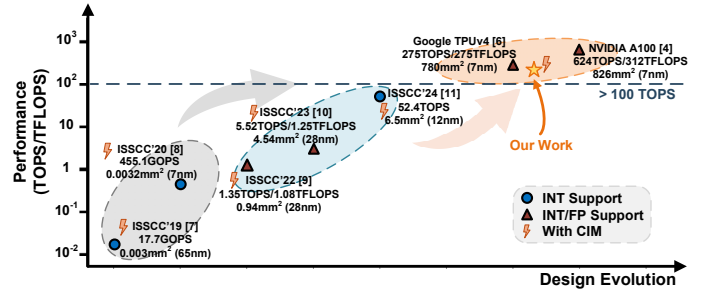 Performance
(TOPS/TFLOPS)
10³
10²
10
1
10⁻¹
10⁻²
Google TPUv4 [6]
275TOPS/275TFLOPS
780mm² (7nm)
NVIDIA A100 [4]
624TOPS/312TFLOPS
826mm² (7nm)
> 100 TOPS
Our Work
ISSCC'24 [11]
52.4TOPS
6.5mm² (12nm)
ISSCC'23 [10]
5.52TOPS/1.25TFLOPS
4.54mm² (28nm)
ISSCC'22 [9]
1.35TOPS/1.08TFLOPS
0.94mm² (28nm)
ISSCC'20 [8]
455.1GOPS
0.0032mm² (7nm)
ISSCC'19 [7]
17.7GOPS
0.003mm² (65nm)
INT Support
INT/FP Support
With CIM
Design Evolution